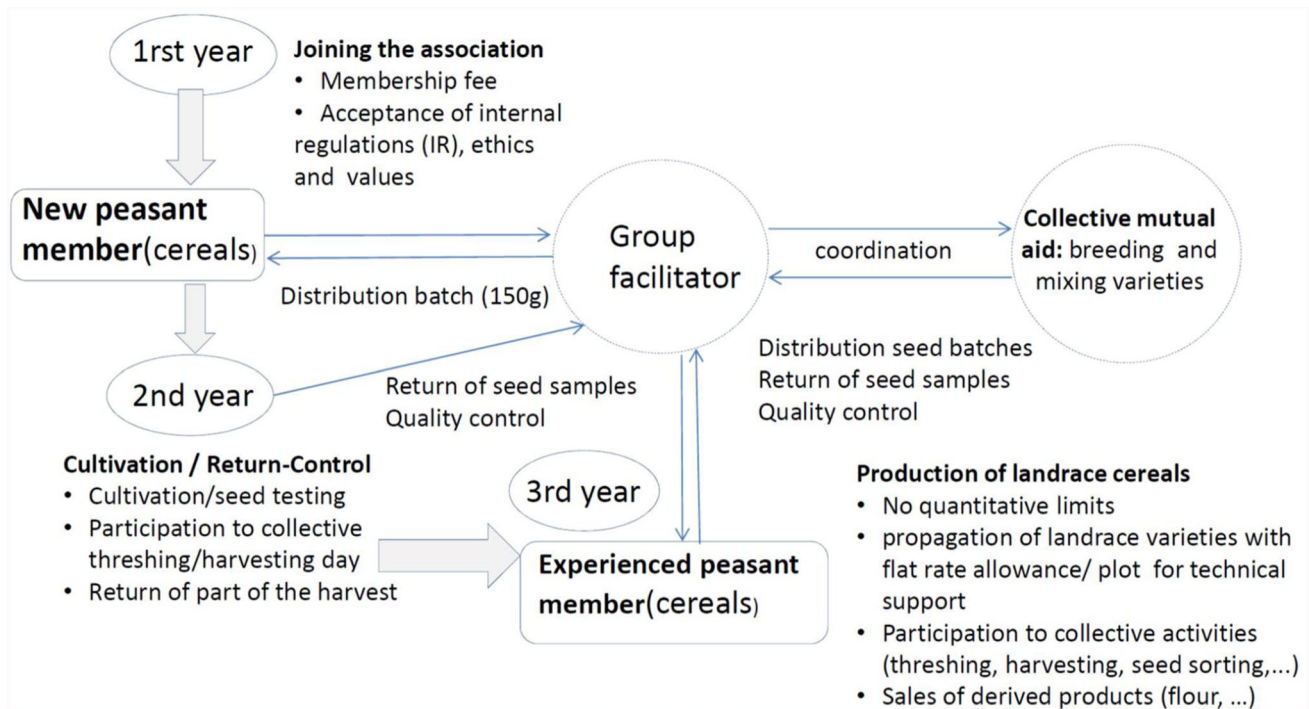 1rst year
Joining the association
• Membership fee
• Acceptance of internal
regulations (IR), ethics
and values
New peasant
member(cereals)
Group
facilitator
coordination
Collective mutual
aid: breeding and
mixing varieties
Distribution batch (150g)
2nd year
Return of seed samples
Quality control
Distribution seed batches
Return of seed samples
Quality control
Cultivation / Return-Control
• Cultivation/seed testing
• Participation to collective
threshing/harvesting day
• Return of part of the harvest
3rd year
Experienced peasant
member(cereals)
Production of landrace cereals
• No quantitative limits
• propagation of landrace varieties with
flat rate allowance/ plot for technical
support
• Participation to collective activities
(threshing, harvesting, seed sorting,...)
• Sales of derived products (flour, ...)